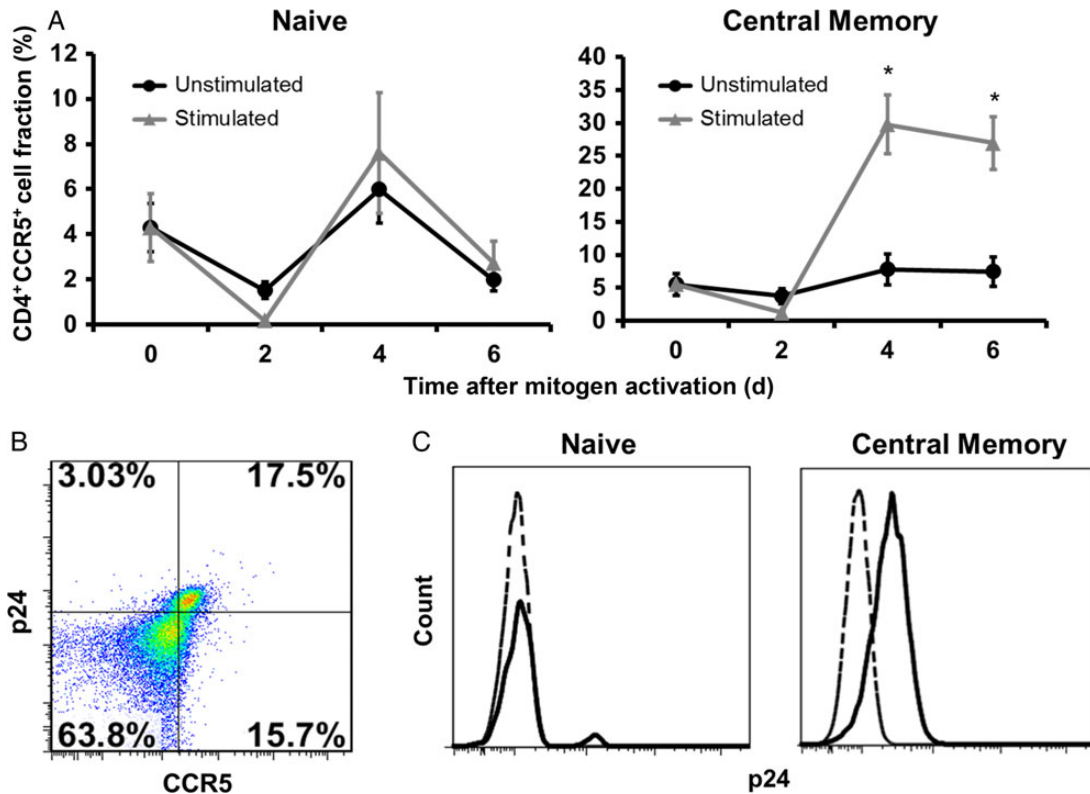 A
Naive
Central Memory
CD4+CCR5+ cell fraction (%)
12
10
8
6
4
2
0
Unstimulated
Stimulated
0 2 4 6
40
35
30
25
20
15
10
5
0
Unstimulated
Stimulated
*
*
0 2 4 6
Time after mitogen activation (d)
B
3.03% 17.5%
p24
63.8% 15.7%
CCR5
C
Naive
Central Memory
Count
p24